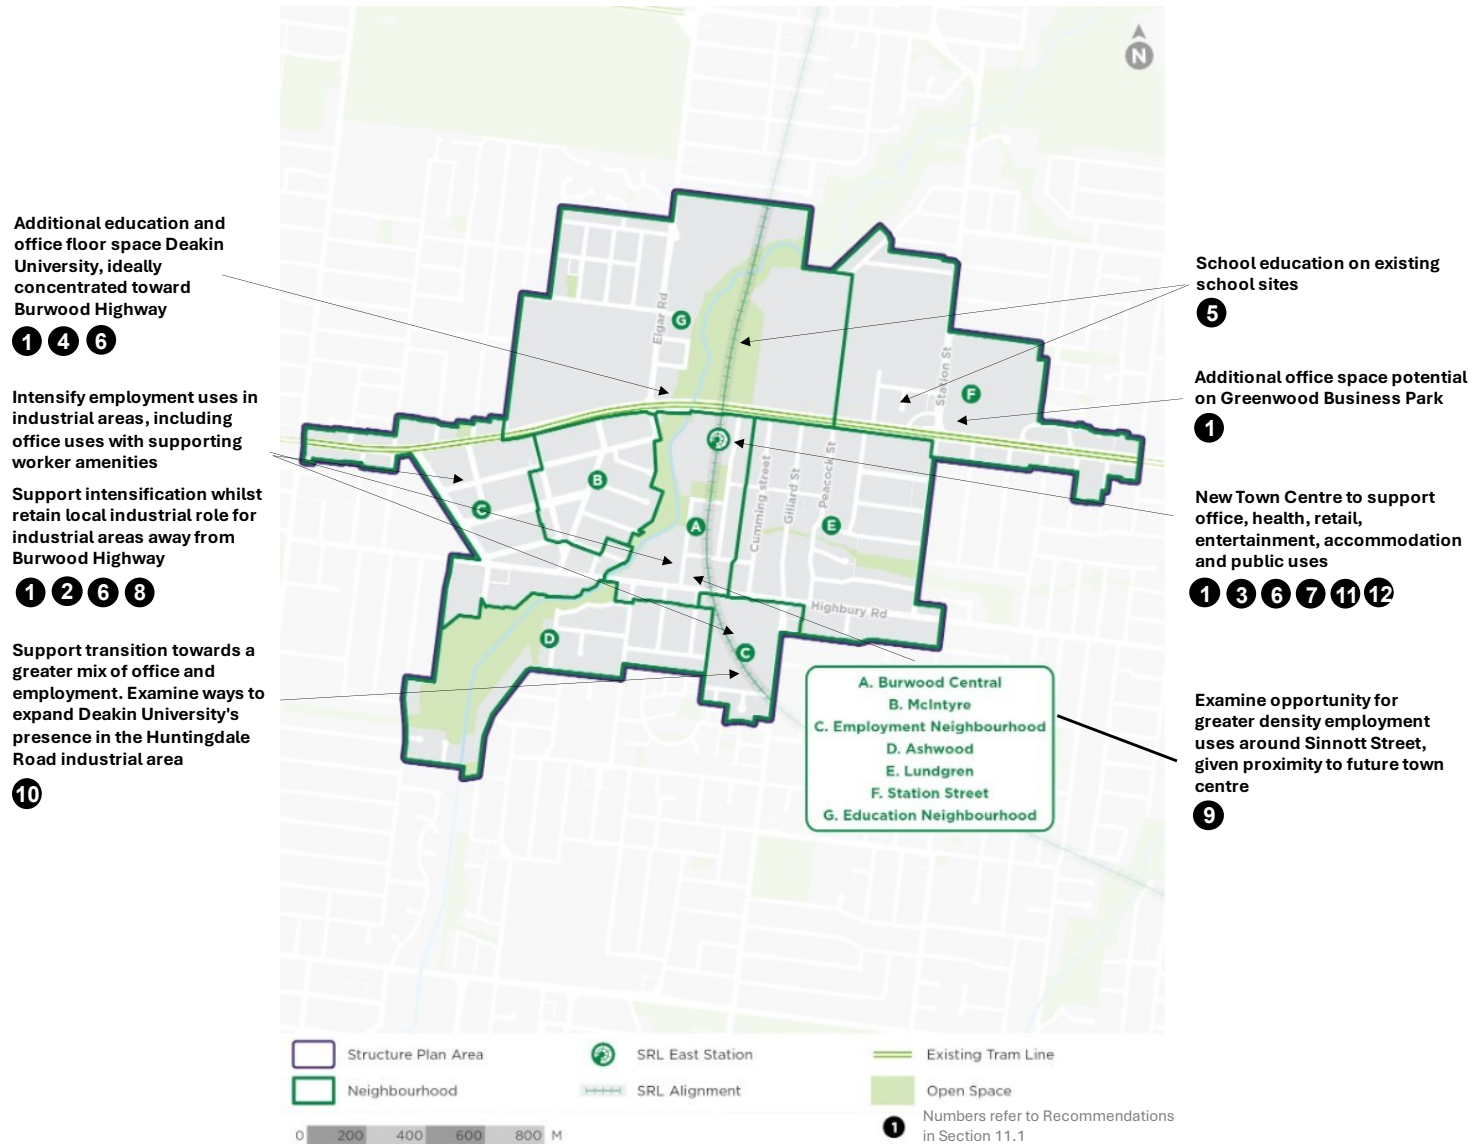 N
Additional education and
office floor space Deakin
University, ideally
concentrated toward
Burwood Highway
1 4 6
Intensify employment uses in
industrial areas, including
office uses with supporting
worker amenities
Support intensification whilst
retain local industrial role for
industrial areas away from
Burwood Highway
1 2 6 8
Support transition towards a
greater mix of office and
employment. Examine ways to
expand Deakin University's
presence in the Huntingdale
Road industrial area
10
Elgar Rd
G
Station St
F
B
C
A
Cumming street
Gillard St
Peacock St
E
Highbury Rd
D
C
School education on existing
school sites
5
Additional office space potential
on Greenwood Business Park
1
New Town Centre to support
office, health, retail,
entertainment, accommodation
and public uses
1 3 6 7 11 12
Examine opportunity for
greater density employment
uses around Sinnott Street,
given proximity to future town
centre
9
A. Burwood Central
B. McIntyre
C. Employment Neighbourhood
D. Ashwood
E. Lundgren
F. Station Street
G. Education Neighbourhood
Structure Plan Area
SRL East Station
Existing Tram Line
Neighbourhood
SRL Alignment
Open Space
1 Numbers refer to Recommendations
in Section 11.1
0 200 400 600 800 M